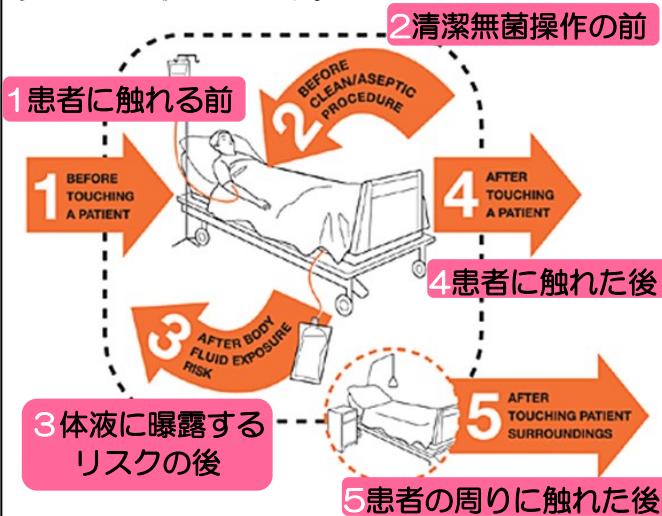 2清潔無菌操作の前
1患者に触れる前
2
BEFORE
CLEAN/ASEPTIC
PROCEDURE
1
BEFORE
TOUCHING
A PATIENT
4
AFTER
TOUCHING
A PATIENT
4患者に触れた後
3
AFTER BODY
FLUID EXPOSURE
RISK
3体液に曝露する
リスクの後
5
AFTER
TOUCHING PATIENT
SURROUNDINGS
5患者の周りに触れた後